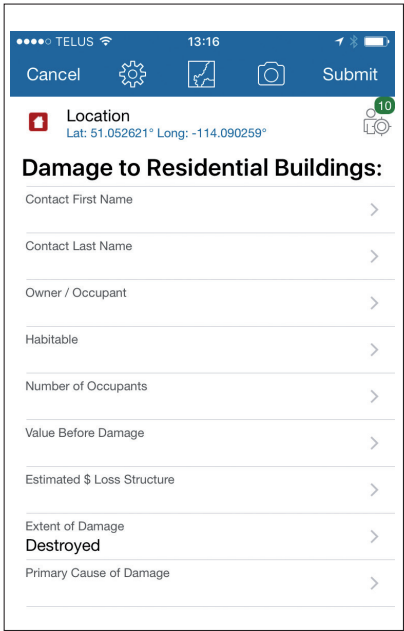 TELUS 13:16
Cancel Submit
10
Location
Lat: 51.052621° Long: -114.090259°
Damage to Residential Buildings:
Contact First Name
Contact Last Name
Owner / Occupant
Habitable
Number of Occupants
Value Before Damage
Estimated $ Loss Structure
Extent of Damage
Destroyed
Primary Cause of Damage